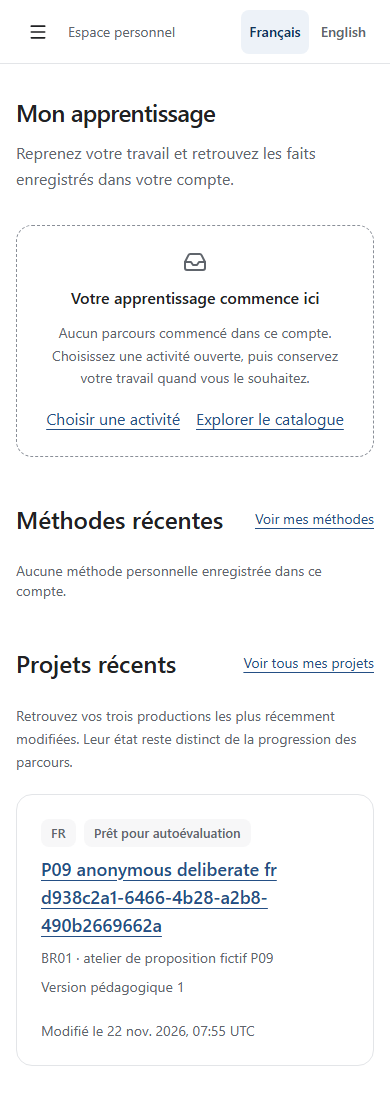 Espace personnel
Français
English
Mon apprentissage
Reprenez votre travail et retrouvez les faits
enregistrés dans votre compte.
Votre apprentissage commence ici
Aucun parcours commencé dans ce compte.
Choisissez une activité ouverte, puis conservez
votre travail quand vous le souhaitez.
Choisir une activité
Explorer le catalogue
Méthodes récentes
Voir mes méthodes
Aucune méthode personnelle enregistrée dans ce
compte.
Projets récents
Voir tous mes projets
Retrouvez vos trois productions les plus récemment
modifiées. Leur état reste distinct de la progression des
parcours.
FR
Prêt pour autoévaluation
P09 anonymous deliberate fr
d938c2a1-6466-4b28-a2b8-
490b2669662a
BR01 · atelier de proposition fictif P09
Version pédagogique 1
Modifié le 22 nov. 2026, 07:55 UTC